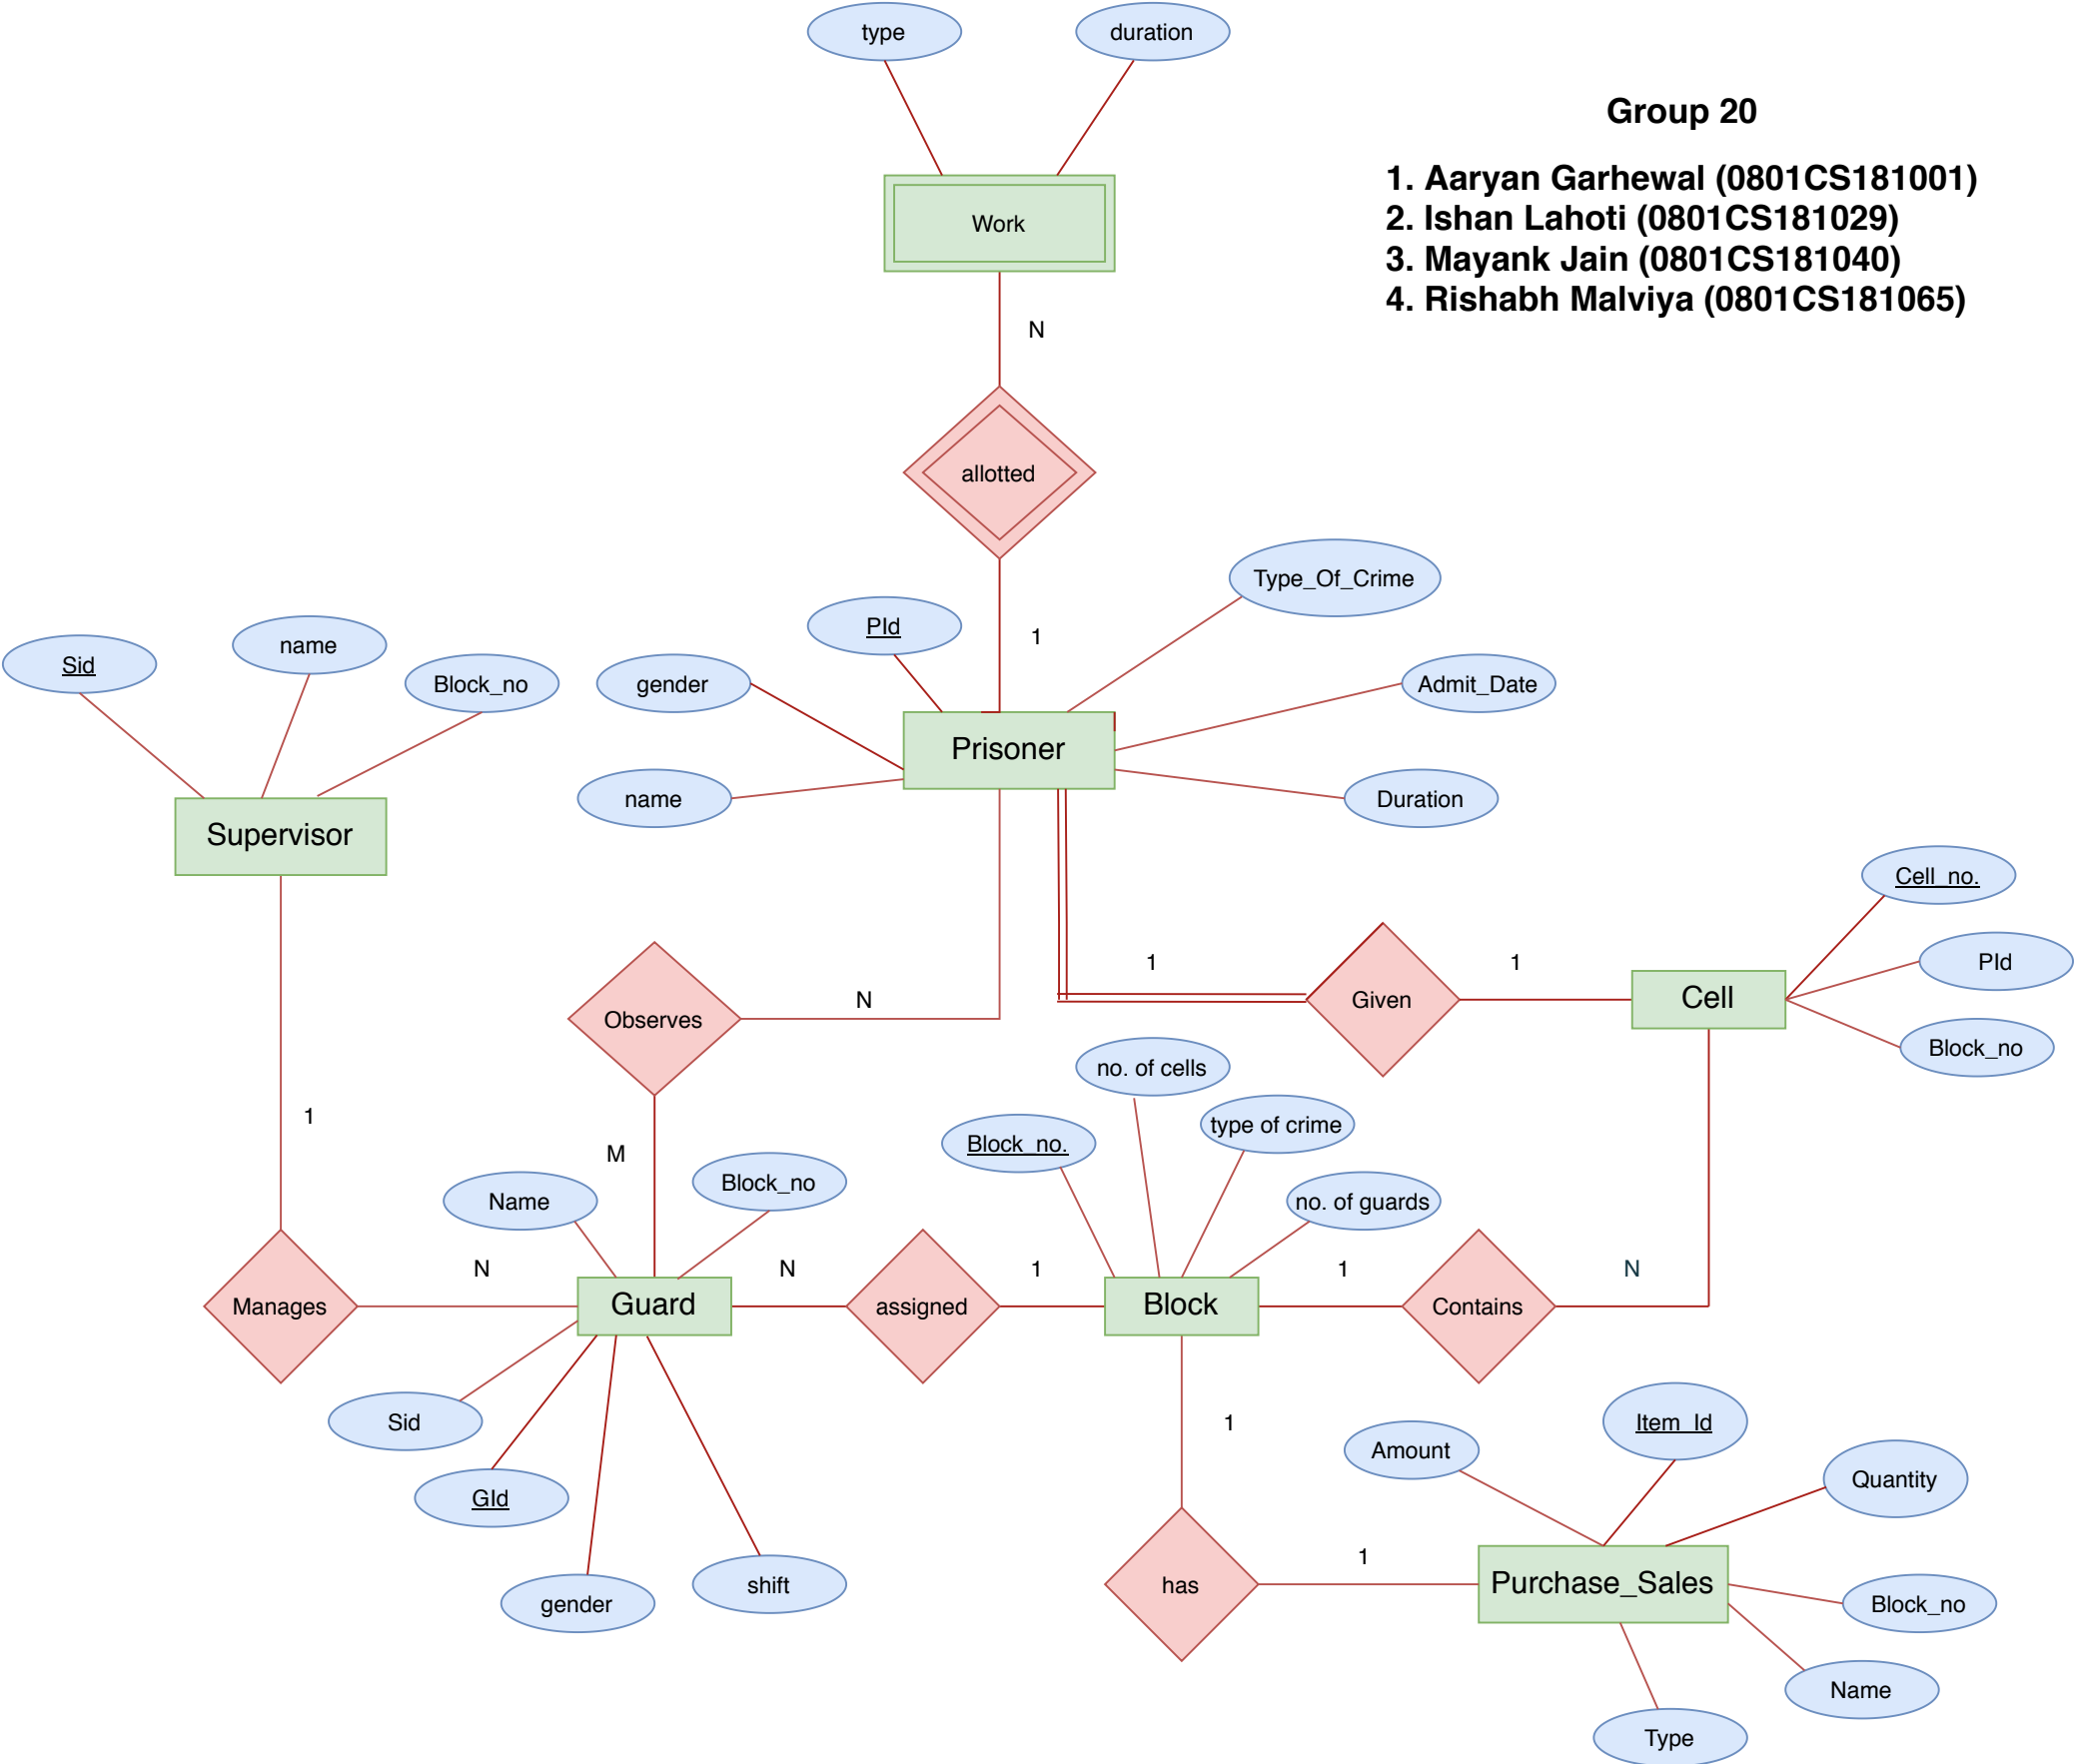 type
duration
Group 20
1. Aaryan Garhewal (0801CS181001)
2. Ishan Lahoti (0801CS181029)
3. Mayank Jain (0801CS181040)
4. Rishabh Malviya (0801CS181065)
Work
N
allotted
1
Type_Of_Crime
PId
gender
name
Admit_Date
Duration
Prisoner
Sid
name
Block_no
Supervisor
1
Manages
N
Observes
N
M
1
Given
1
Cell
Cell_no.
PId
Block_no
no. of cells
type of crime
Block_no.
no. of guards
Name
Block_no
Guard
N
assigned
1
Block
1
Contains
N
Sid
GId
gender
shift
1
has
1
Amount
Item_Id
Quantity
Purchase_Sales
Block_no
Name
Type